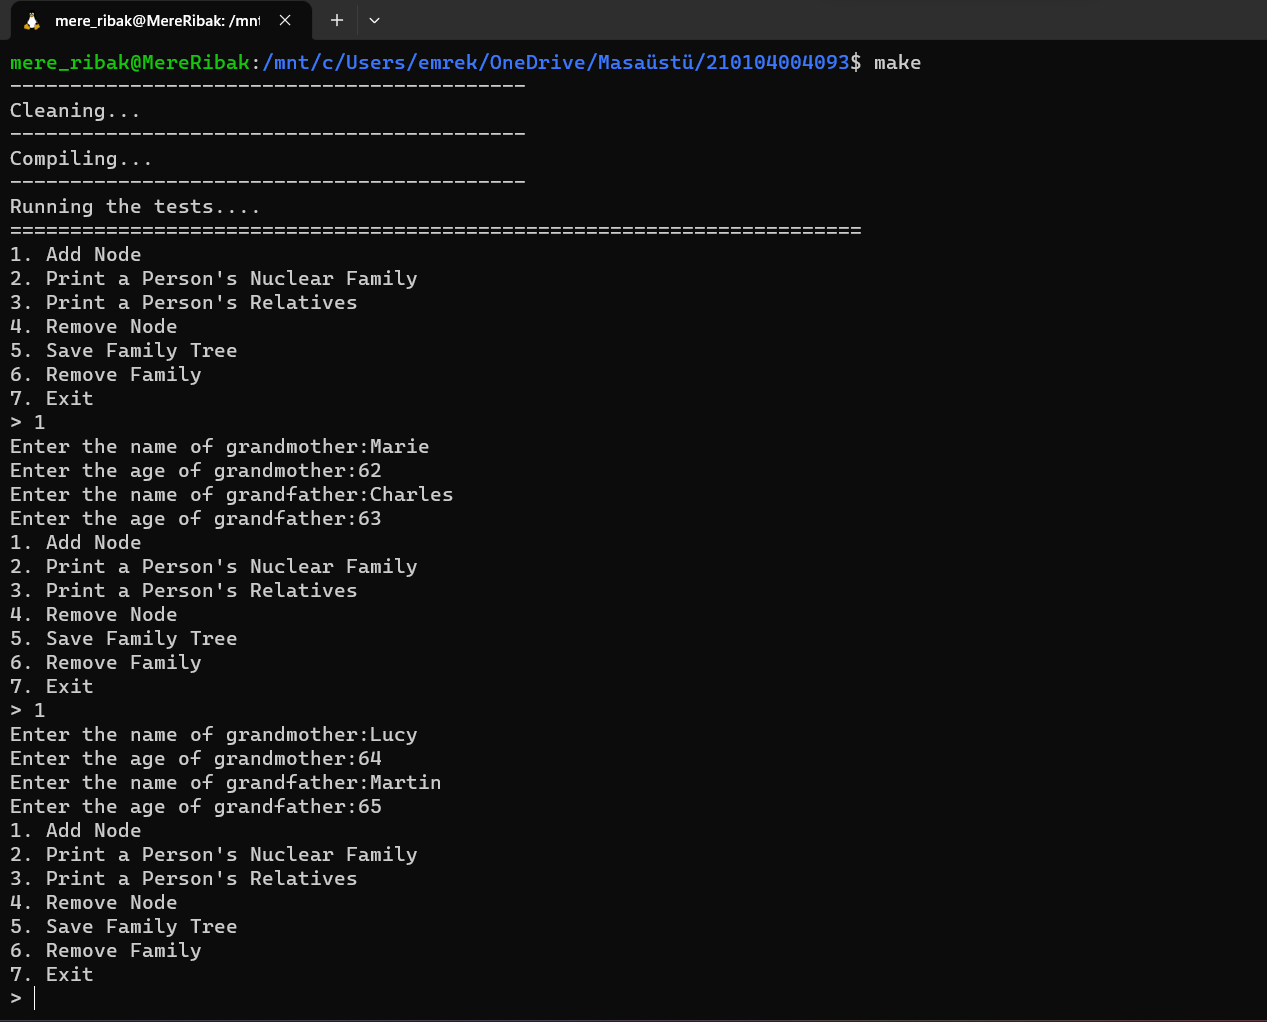 mere_ribak@MereRibak: /mnt
mere_ribak@MereRibak:/mnt/c/Users/emrek/OneDrive/Masaüstü/210104004093$ make
-------------------------------------------
Cleaning...
-------------------------------------------
Compiling...
-------------------------------------------
Running the tests....
=======================================================================
1. Add Node
2. Print a Person's Nuclear Family
3. Print a Person's Relatives
4. Remove Node
5. Save Family Tree
6. Remove Family
7. Exit
> 1
Enter the name of grandmother:Marie
Enter the age of grandmother:62
Enter the name of grandfather:Charles
Enter the age of grandfather:63
1. Add Node
2. Print a Person's Nuclear Family
3. Print a Person's Relatives
4. Remove Node
5. Save Family Tree
6. Remove Family
7. Exit
> 1
Enter the name of grandmother:Lucy
Enter the age of grandmother:64
Enter the name of grandfather:Martin
Enter the age of grandfather:65
1. Add Node
2. Print a Person's Nuclear Family
3. Print a Person's Relatives
4. Remove Node
5. Save Family Tree
6. Remove Family
7. Exit
>